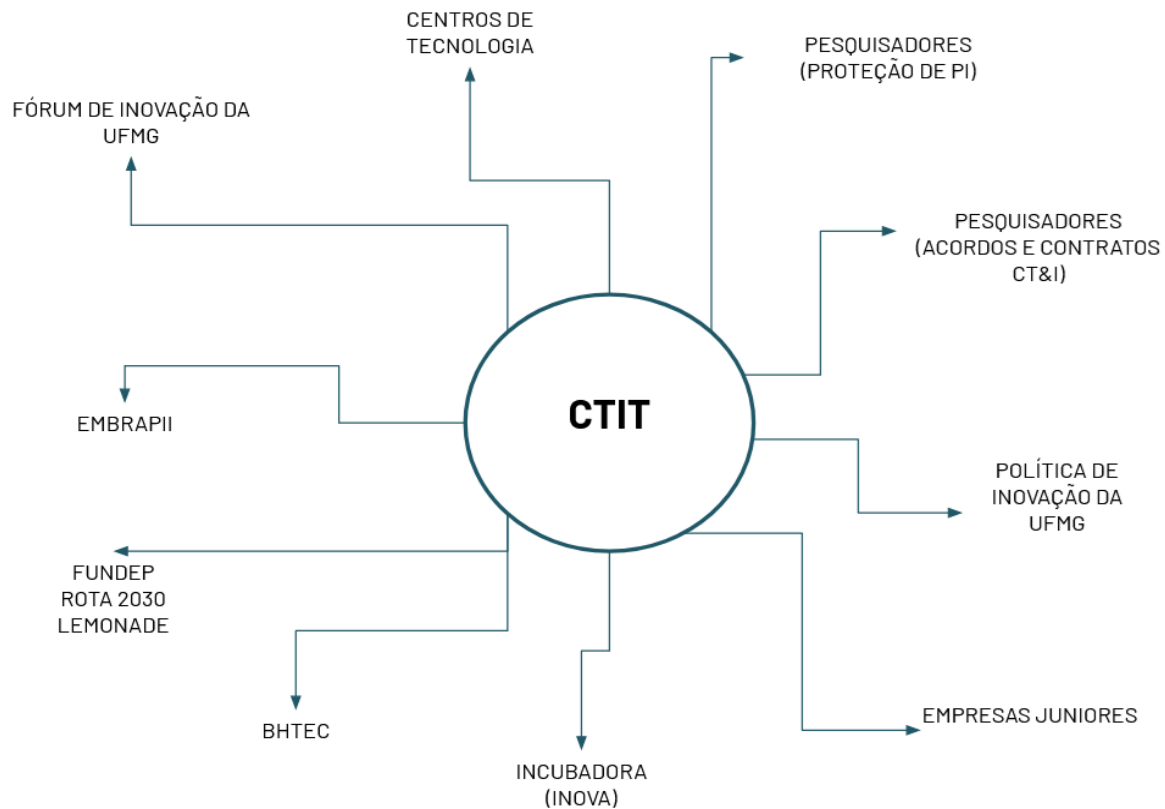 CENTROS DE
TECNOLOGIA
PESQUISADORES
(PROTEÇÃO DE PI)
FÓRUM DE INOVAÇÃO DA
UFMG
PESQUISADORES
(ACORDOS E CONTRATOS
CT&I)
CTIT
EMBRAPII
POLÍTICA DE
INOVAÇÃO DA
UFMG
FUNDEP
ROTA 2030
LEMONADE
BHTEC
EMPRESAS JUNIORES
INCUBADORA
(INOVA)